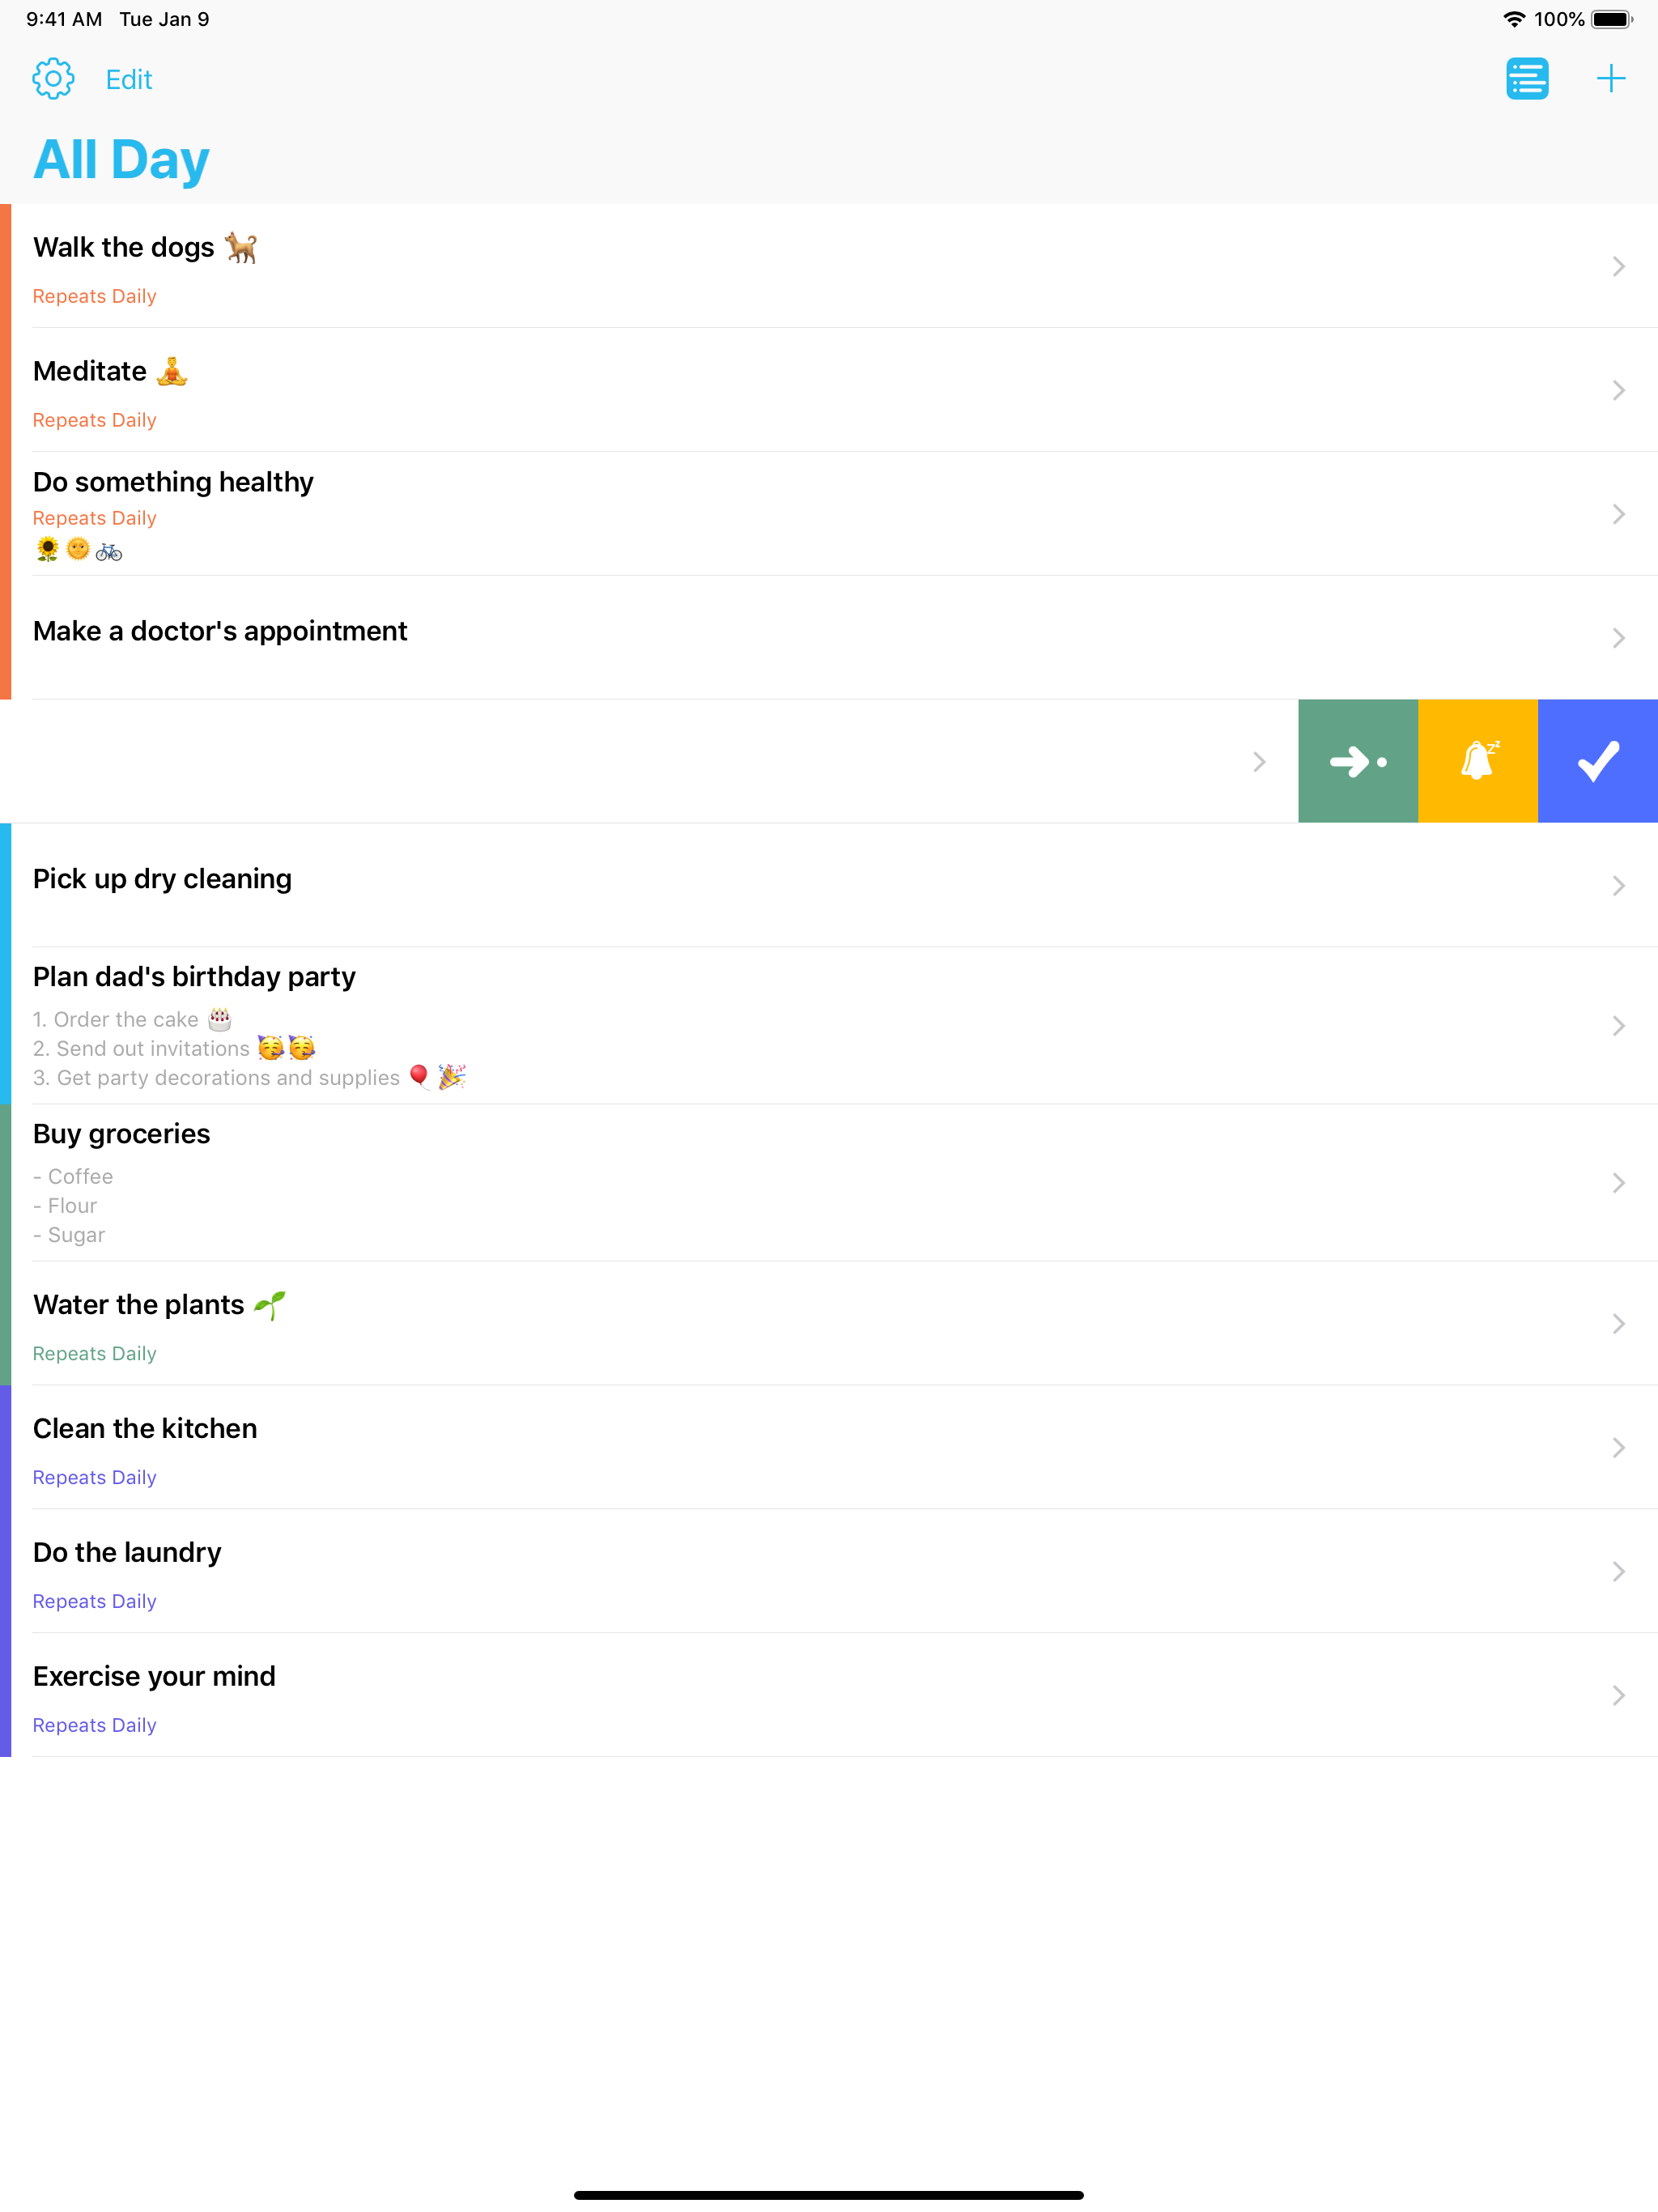 9:41 AM Tue Jan 9 100%
Edit
All Day
Walk the dogs 🐕
Repeats Daily
Meditate 🧘
Repeats Daily
Do something healthy
Repeats Daily
🌻🌞🚲
Make a doctor's appointment
zz
Pick up dry cleaning
Plan dad's birthday party
1. Order the cake 🎂
2. Send out invitations 🥳🥳
3. Get party decorations and supplies 🎈🎉
Buy groceries
- Coffee
- Flour
- Sugar
Water the plants 🌱
Repeats Daily
Clean the kitchen
Repeats Daily
Do the laundry
Repeats Daily
Exercise your mind
Repeats Daily